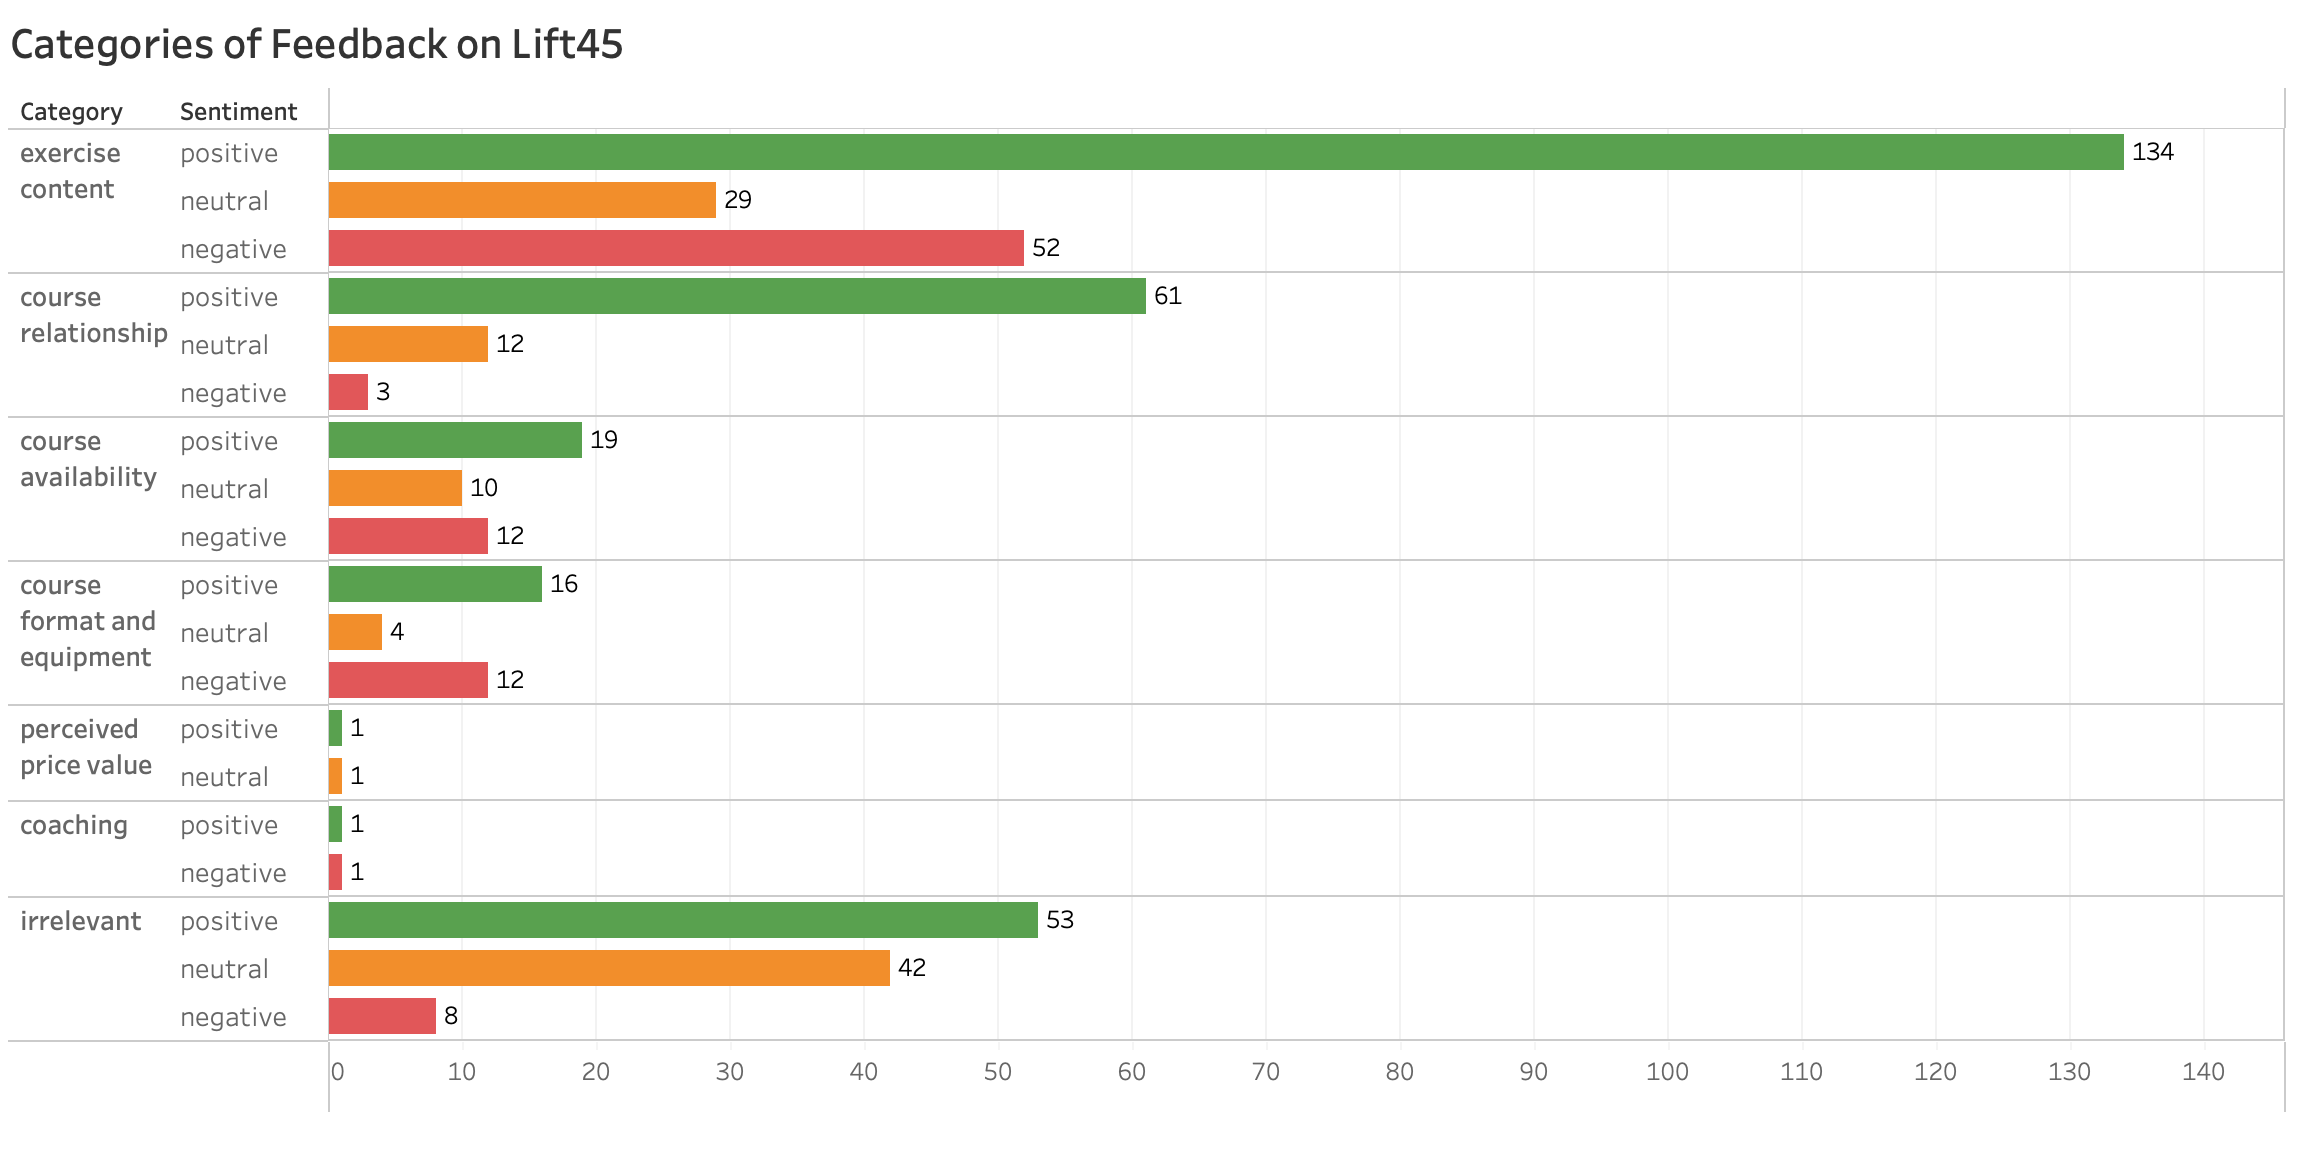 Categories of Feedback on Lift45
Category Sentiment
exercise content
positive 134
neutral 29
negative 52
course relationship
positive 61
neutral 12
negative 3
course availability
positive 19
neutral 10
negative 12
course format and equipment
positive 16
neutral 4
negative 12
perceived price value
positive 1
neutral 1
coaching
positive 1
negative 1
irrelevant
positive 53
neutral 42
negative 8
0 10 20 30 40 50 60 70 80 90 100 110 120 130 140